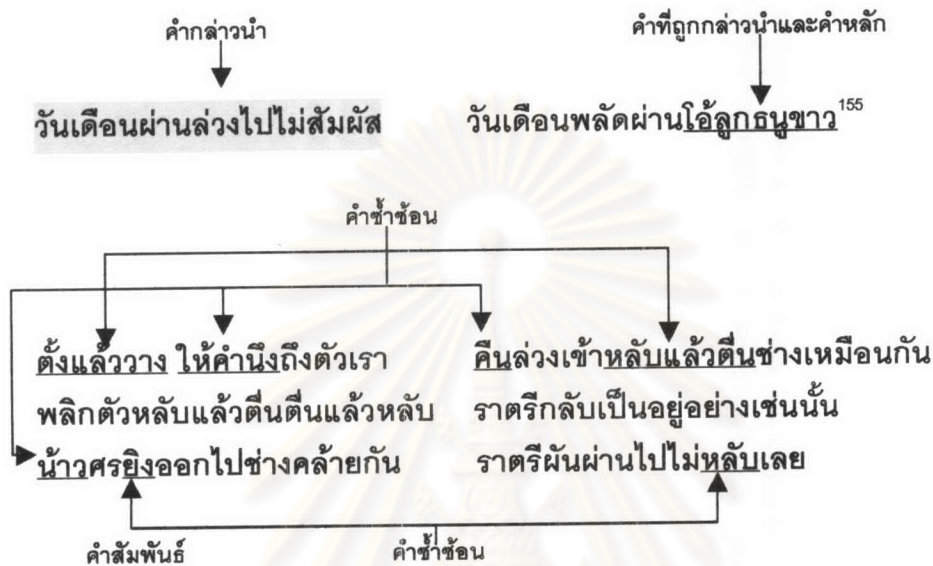 คำกล่าวนำ คำที่ถูกกล่าวนำและคำหลัก
วันเดือนผ่านล่วงไปไม่สัมผัส วันเดือนพลัดผ่านโอ้ลูกธนูขาว155
คำซ้ำซ้อน
ตั้งแล้ววาง ให้คำนึงถึงตัวเรา คืนล่วงเข้าหลับแล้วตื่นช่างเหมือนกัน
พลิกตัวหลับแล้วตื่นตื่นแล้วหลับ ราตรีกลับเป็นอยู่อย่างเช่นนั้น
น้าวศรยิงออกไปช่างคล้ายกัน ราตรีผันผ่านไปไม่หลับเลย
คำสัมพันธ์ คำซ้ำซ้อน